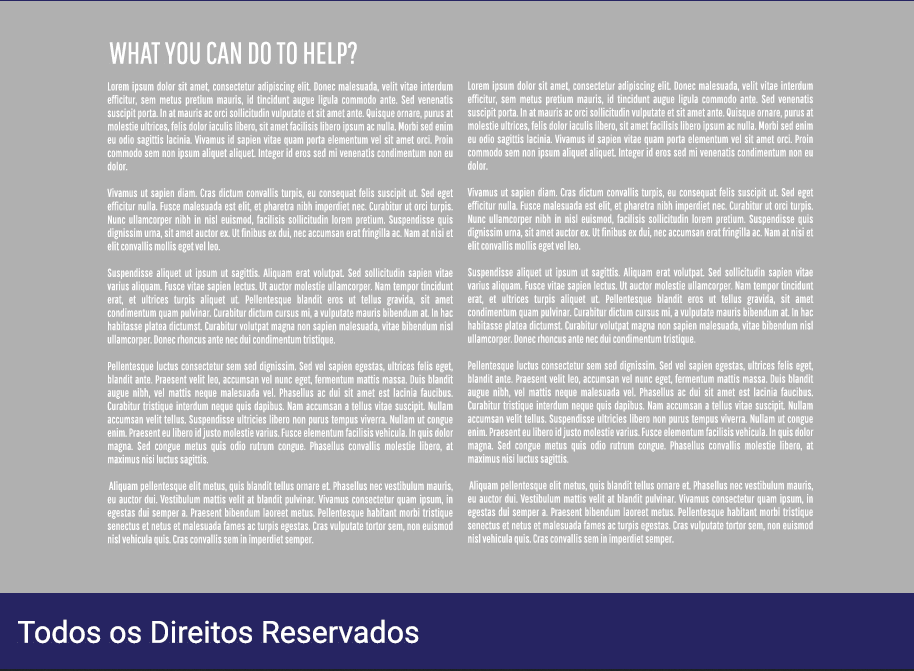 WHAT YOU CAN DO TO HELP?
Lorem ipsum dolor sit amet, consectetur adipiscing elit. Donec malesuada, velit vitae interdum
efficitur, sem metus pretium mauris, id tincidunt augue ligula commodo ante. Sed venenatis
suscipit porta. In at mauris ac orci sollicitudin vulputate et sit amet ante. Quisque ornare, purus at
molestie ultrices, felis dolor iaculis libero, sit amet facilisis libero ipsum ac nulla. Morbi sed enim
eu odio sagittis lacinia. Vivamus id sapien vitae quam porta elementum vel sit amet orci. Proin
commodo sem non ipsum aliquet aliquet. Integer id eros sed mi venenatis condimentum non eu
dolor.
Vivamus ut sapien diam. Cras dictum convallis turpis, eu consequat felis suscipit ut. Sed eget
efficitur nulla. Fusce malesuada est elit, et pharetra nibh imperdiet nec. Curabitur ut orci turpis.
Nunc ullamcorper nibh in nisl euismod, facilisis sollicitudin lorem pretium. Suspendisse quis
dignissim urna, sit amet auctor ex. Ut finibus ex dui, nec accumsan erat fringilla ac. Nam at nisi et
elit convallis mollis eget vel leo.
Suspendisse aliquet ut ipsum ut sagittis. Aliquam erat volutpat. Sed sollicitudin sapien vitae
varius aliquam. Fusce vitae sapien lectus. Ut auctor molestie ullamcorper. Nam tempor tincidunt
erat, et ultrices turpis aliquet ut. Pellentesque blandit eros ut tellus gravida, sit amet
condimentum quam pulvinar. Curabitur dictum cursus mi, a vulputate mauris bibendum at. In hac
habitasse platea dictumst. Curabitur volutpat magna non sapien malesuada, vitae bibendum nisl
ullamcorper. Donec rhoncus ante nec dui condimentum tristique.
Pellentesque luctus consectetur sem sed dignissim. Sed vel sapien egestas, ultrices felis eget,
blandit ante. Praesent velit leo, accumsan vel nunc eget, fermentum mattis massa. Duis blandit
augue nibh, vel mattis neque malesuada vel. Phasellus ac dui sit amet est lacinia faucibus.
Curabitur tristique interdum neque quis dapibus. Nam accumsan a tellus vitae suscipit. Nullam
accumsan velit tellus. Suspendisse ultricies libero non purus tempus viverra. Nullam ut congue
enim. Praesent eu libero id justo molestie varius. Fusce elementum facilisis vehicula. In quis dolor
magna. Sed congue metus quis odio rutrum congue. Phasellus convallis molestie libero, at
maximus nisi luctus sagittis.
Aliquam pellentesque elit metus, quis blandit tellus ornare et. Phasellus nec vestibulum mauris,
eu auctor dui. Vestibulum mattis velit at blandit pulvinar. Vivamus consectetur quam ipsum, in
egestas dui semper a. Praesent bibendum laoreet metus. Pellentesque habitant morbi tristique
senectus et netus et malesuada fames ac turpis egestas. Cras vulputate tortor sem, non euismod
nisl vehicula quis. Cras convallis sem in imperdiet semper.
Lorem ipsum dolor sit amet, consectetur adipiscing elit. Donec malesuada, velit vitae interdum
efficitur, sem metus pretium mauris, id tincidunt augue ligula commodo ante. Sed venenatis
suscipit porta. In at mauris ac orci sollicitudin vulputate et sit amet ante. Quisque ornare, purus at
molestie ultrices, felis dolor iaculis libero, sit amet facilisis libero ipsum ac nulla. Morbi sed enim
eu odio sagittis lacinia. Vivamus id sapien vitae quam porta elementum vel sit amet orci. Proin
commodo sem non ipsum aliquet aliquet. Integer id eros sed mi venenatis condimentum non eu
dolor.
Vivamus ut sapien diam. Cras dictum convallis turpis, eu consequat felis suscipit ut. Sed eget
efficitur nulla. Fusce malesuada est elit, et pharetra nibh imperdiet nec. Curabitur ut orci turpis.
Nunc ullamcorper nibh in nisl euismod, facilisis sollicitudin lorem pretium. Suspendisse quis
dignissim urna, sit amet auctor ex. Ut finibus ex dui, nec accumsan erat fringilla ac. Nam at nisi et
elit convallis mollis eget vel leo.
Suspendisse aliquet ut ipsum ut sagittis. Aliquam erat volutpat. Sed sollicitudin sapien vitae
varius aliquam. Fusce vitae sapien lectus. Ut auctor molestie ullamcorper. Nam tempor tincidunt
erat, et ultrices turpis aliquet ut. Pellentesque blandit eros ut tellus gravida, sit amet
condimentum quam pulvinar. Curabitur dictum cursus mi, a vulputate mauris bibendum at. In hac
habitasse platea dictumst. Curabitur volutpat magna non sapien malesuada, vitae bibendum nisl
ullamcorper. Donec rhoncus ante nec dui condimentum tristique.
Pellentesque luctus consectetur sem sed dignissim. Sed vel sapien egestas, ultrices felis eget,
blandit ante. Praesent velit leo, accumsan vel nunc eget, fermentum mattis massa. Duis blandit
augue nibh, vel mattis neque malesuada vel. Phasellus ac dui sit amet est lacinia faucibus.
Curabitur tristique interdum neque quis dapibus. Nam accumsan a tellus vitae suscipit. Nullam
accumsan velit tellus. Suspendisse ultricies libero non purus tempus viverra. Nullam ut congue
enim. Praesent eu libero id justo molestie varius. Fusce elementum facilisis vehicula. In quis dolor
magna. Sed congue metus quis odio rutrum congue. Phasellus convallis molestie libero, at
maximus nisi luctus sagittis.
Aliquam pellentesque elit metus, quis blandit tellus ornare et. Phasellus nec vestibulum mauris,
eu auctor dui. Vestibulum mattis velit at blandit pulvinar. Vivamus consectetur quam ipsum, in
egestas dui semper a. Praesent bibendum laoreet metus. Pellentesque habitant morbi tristique
senectus et netus et malesuada fames ac turpis egestas. Cras vulputate tortor sem, non euismod
nisl vehicula quis. Cras convallis sem in imperdiet semper.
Todos os Direitos Reservados